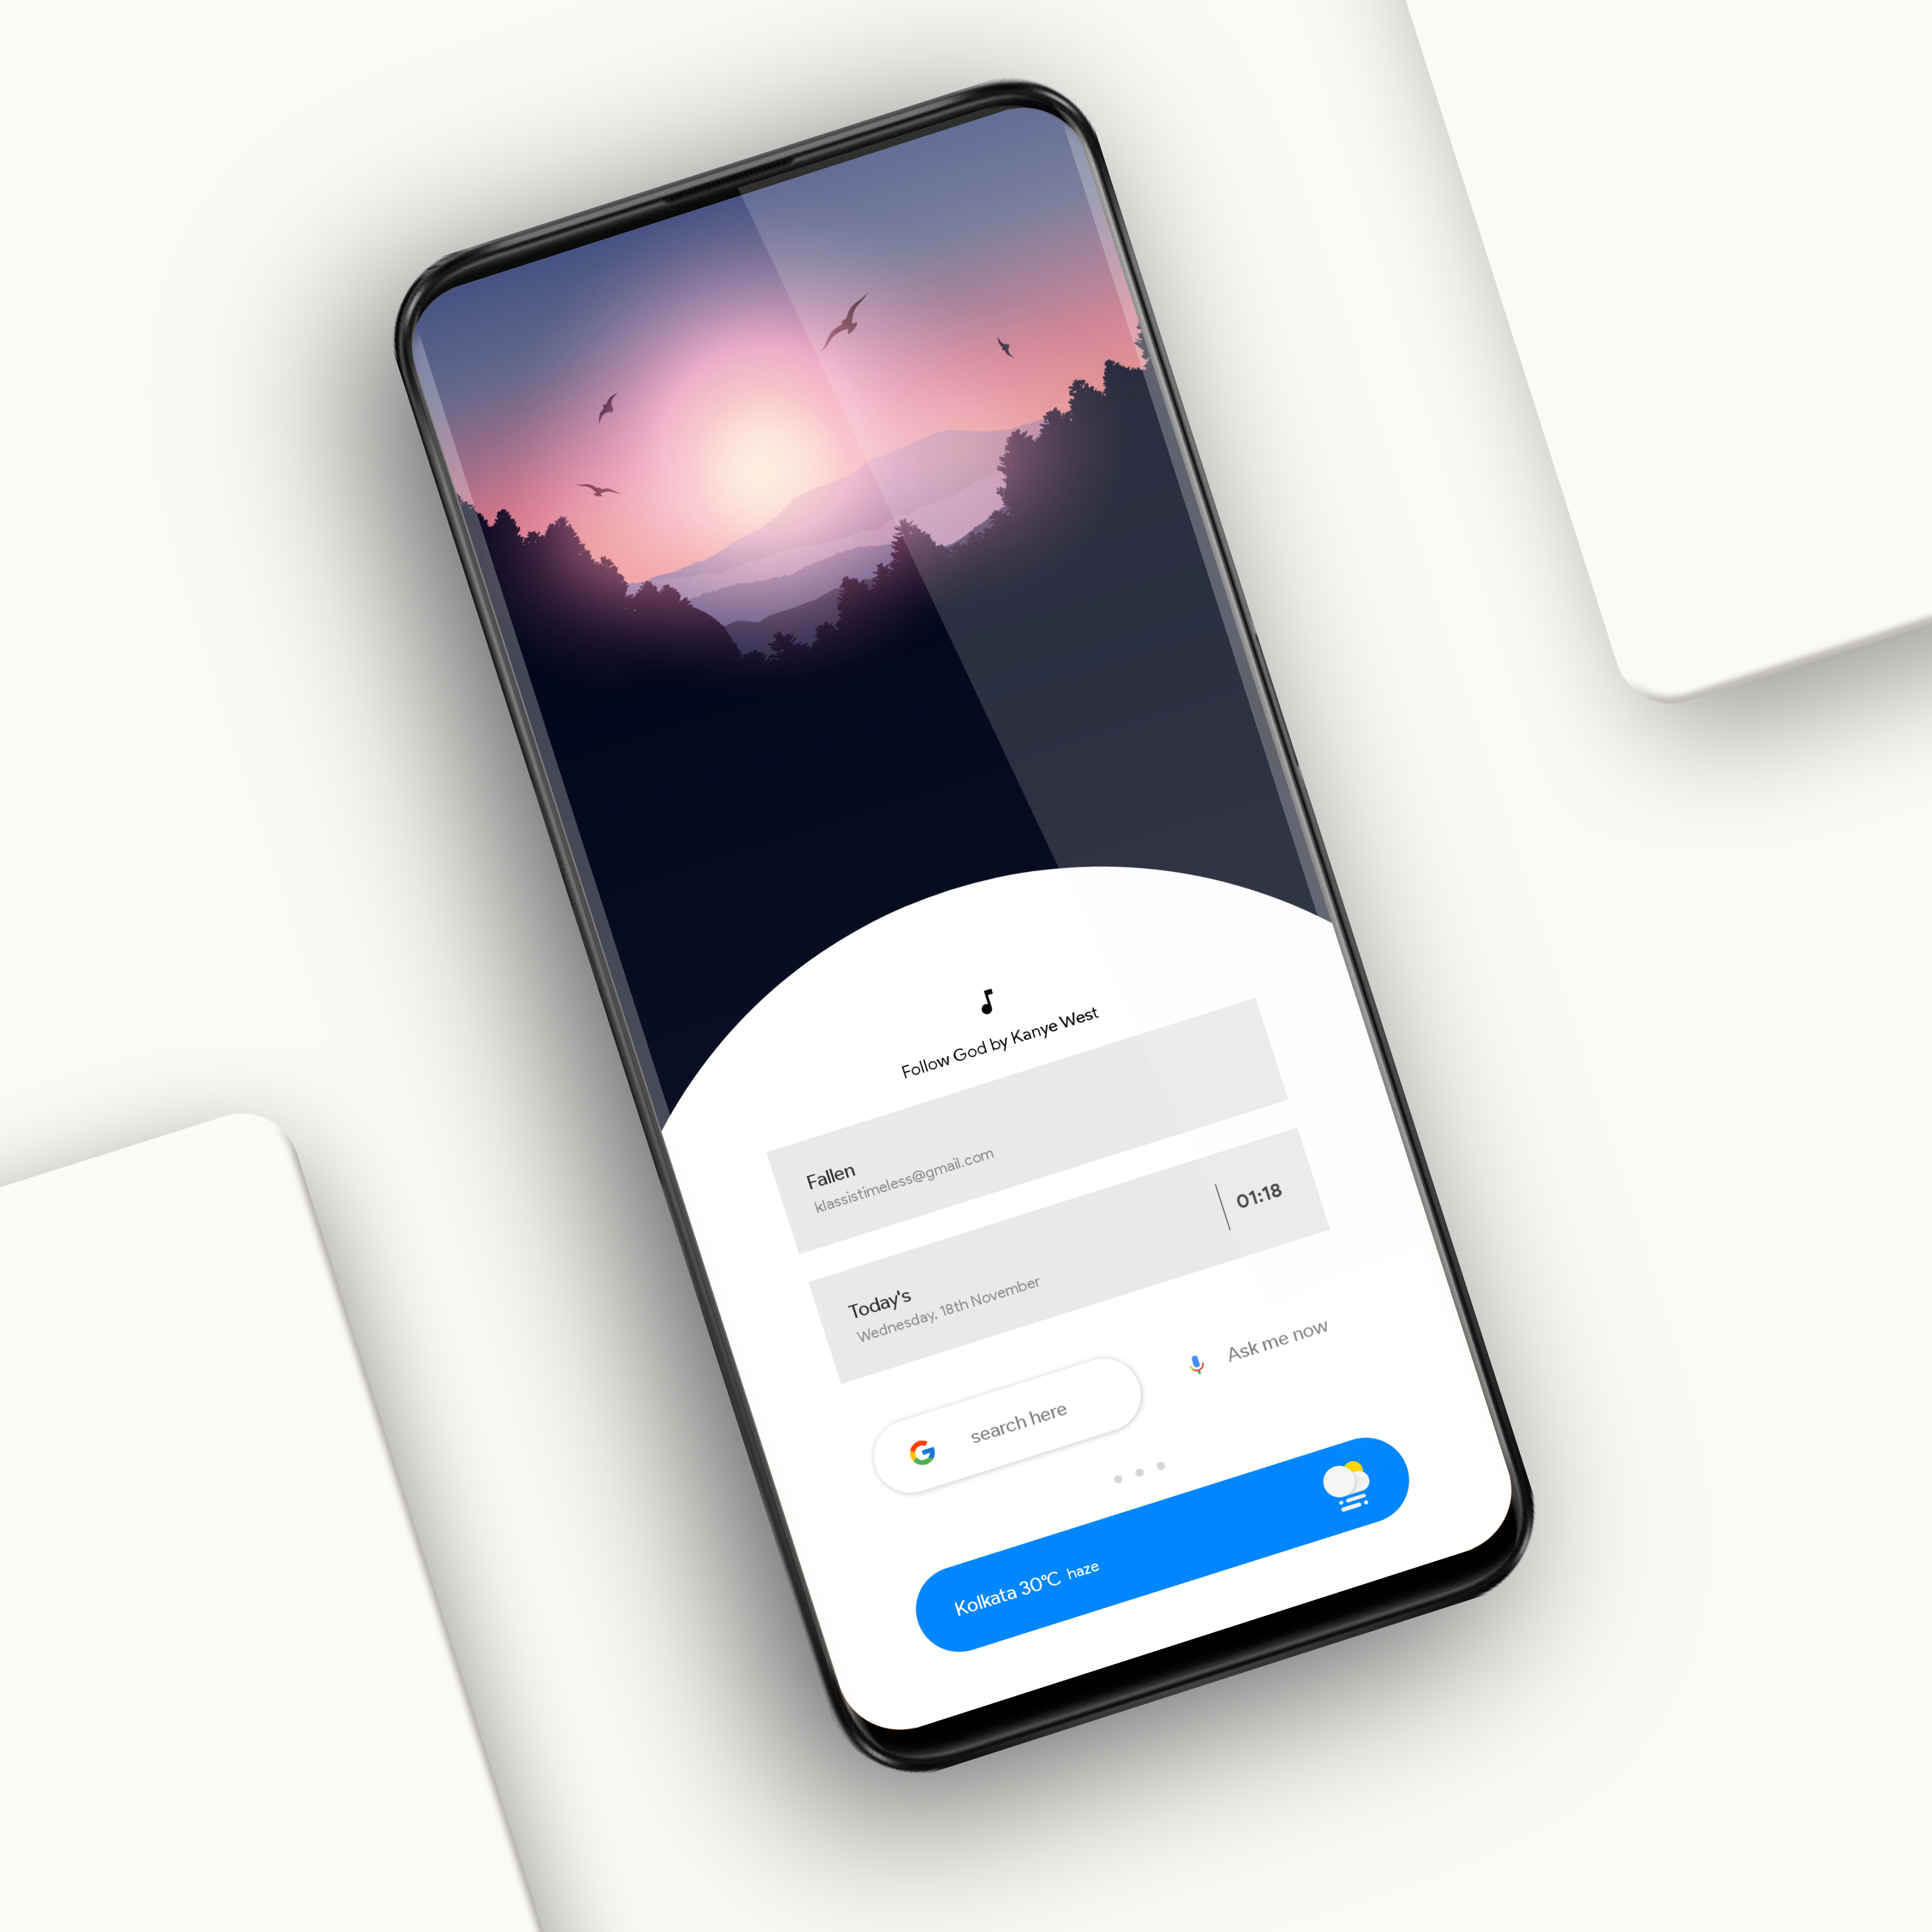 Follow God by Kanye West
Fallen
klassistimeless@gmail.com
Today's
Wednesday, 18th November
01:18
search here
Ask me now
Kolkata 30°C haze